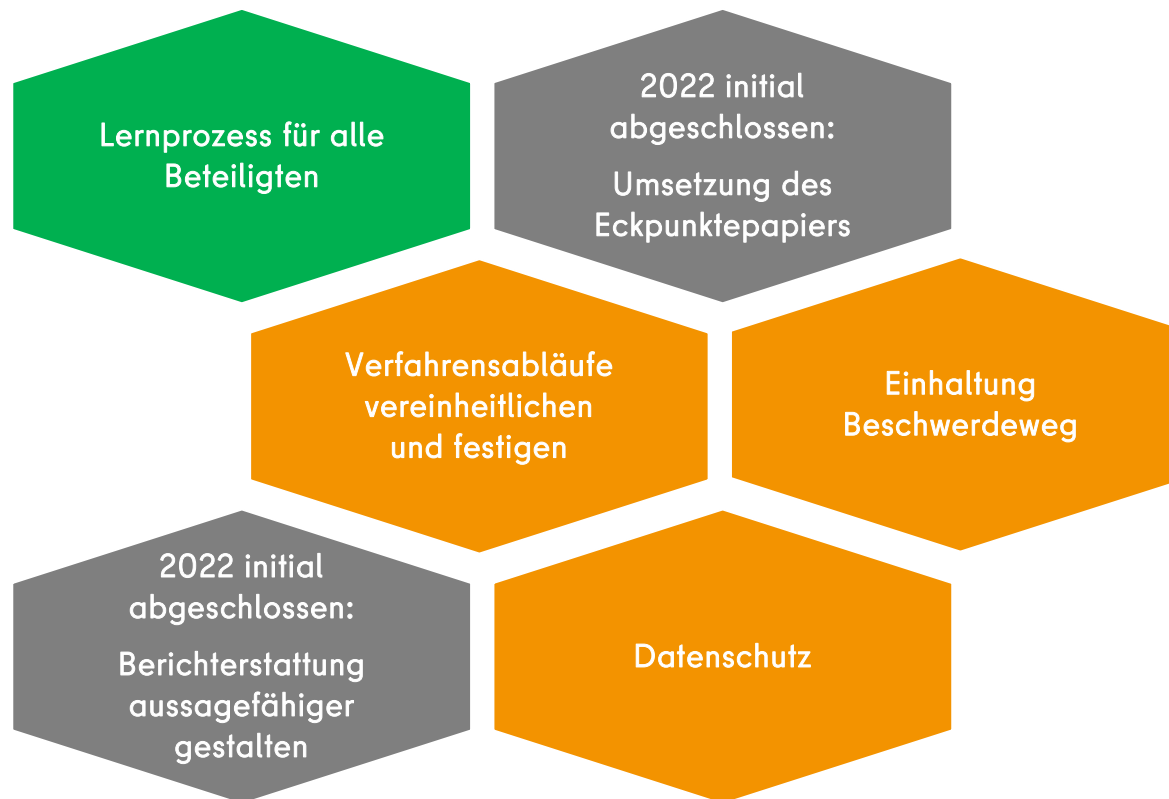 Lernprozess für alle
Beteiligten
2022 initial
abgeschlossen:
Umsetzung des
Eckpunktepapiers
Verfahrensabläufe
vereinheitlichen
und festigen
Einhaltung
Beschwerdeweg
2022 initial
abgeschlossen:
Berichterstattung
aussagefähiger
gestalten
Datenschutz